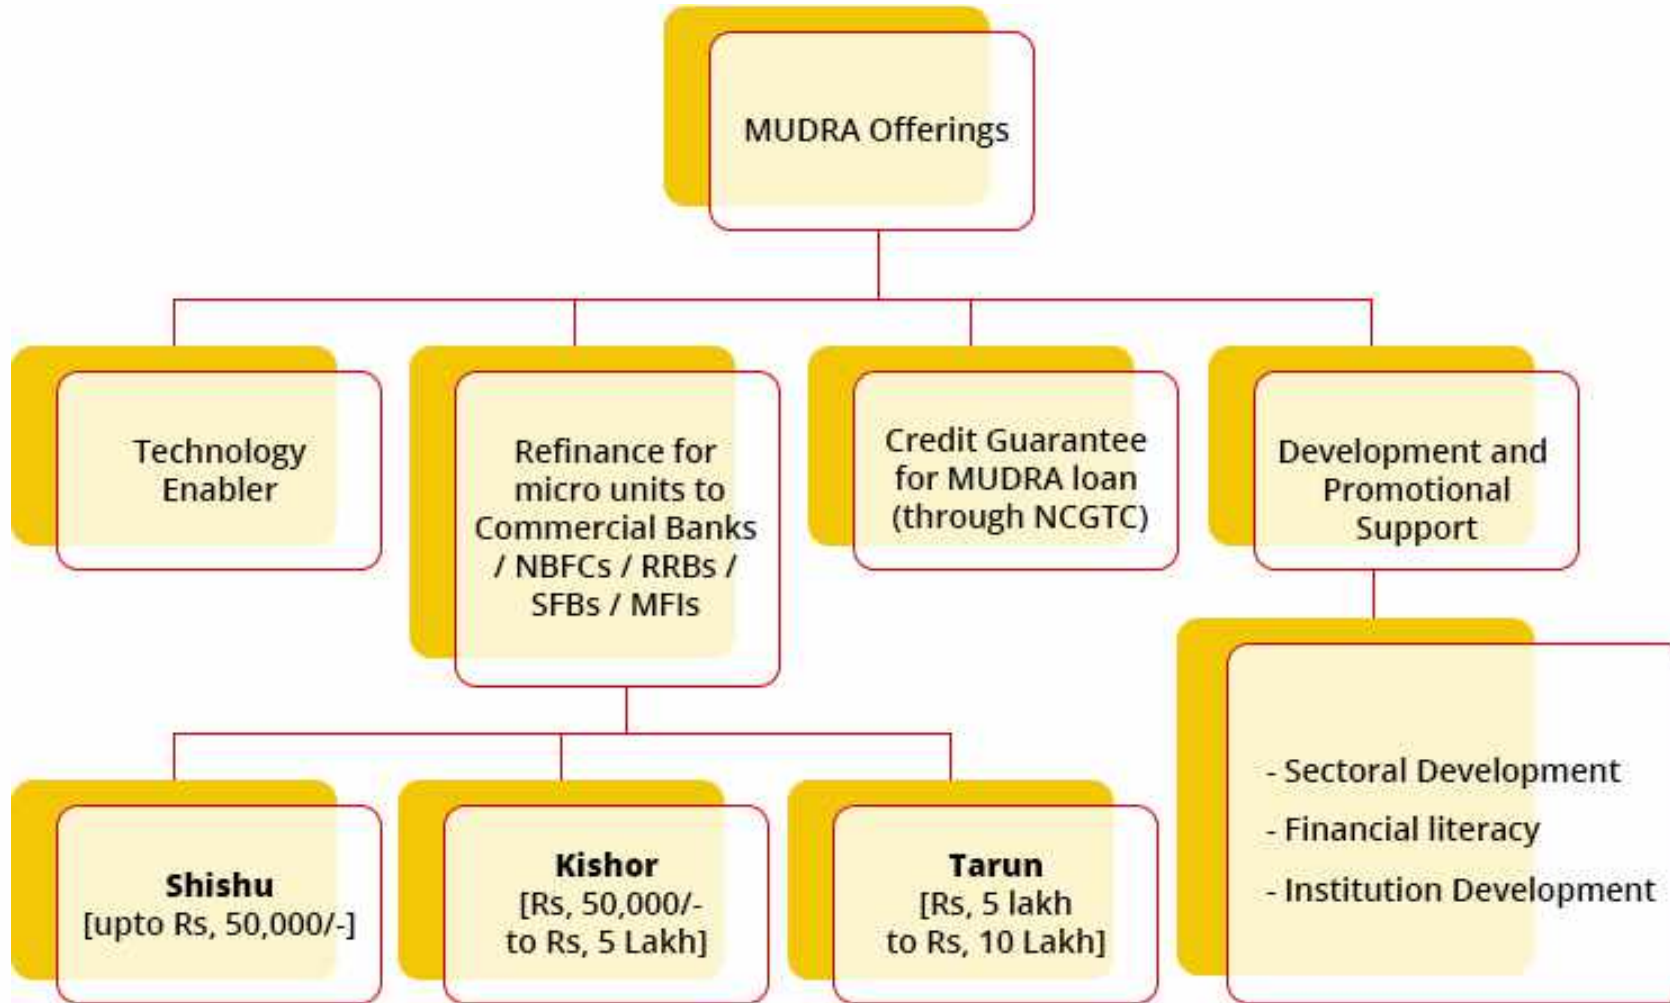 MUDRA Offerings
Technology
Enabler
Refinance for
micro units to
Commercial Banks
/ NBFCs / RRBs /
SFBs / MFIs
Credit Guarantee
for MUDRA loan
(through NCGTC)
Development and
Promotional
Support
Shishu
[upto Rs, 50,000/-]
Kishor
[Rs, 50,000/-
to Rs, 5 Lakh]
Tarun
[Rs, 5 lakh
to Rs, 10 Lakh]
- Sectoral Development
- Financial literacy
- Institution Development